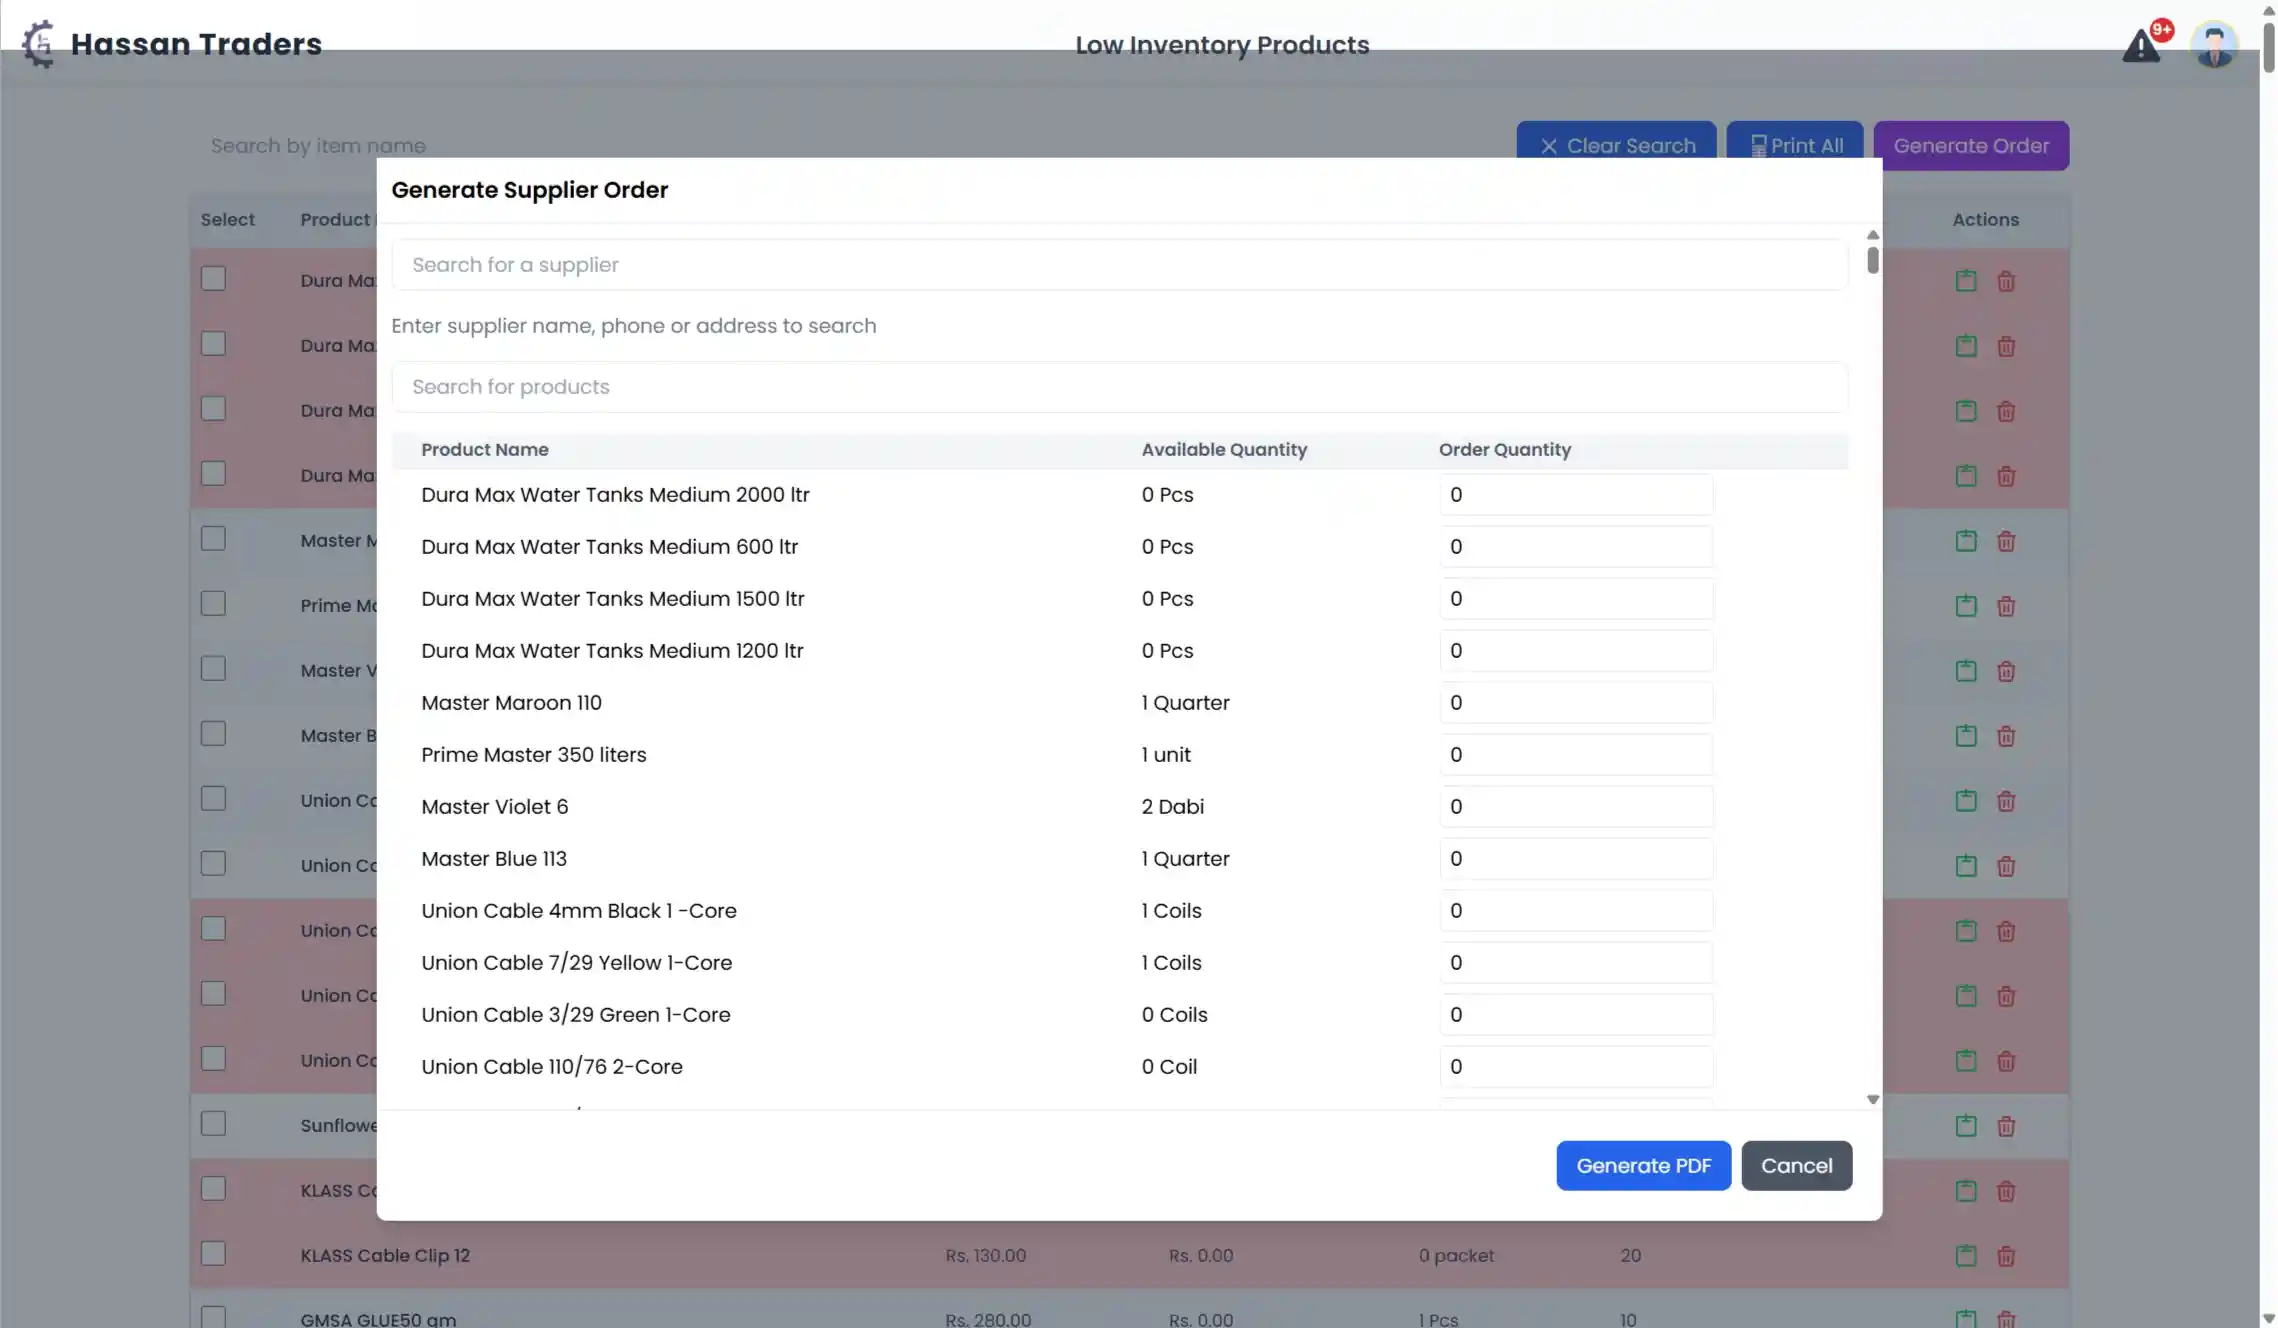 Hassan Traders
Low Inventory Products
9+
Search by item name
Clear Search
Print All
Generate Order
Select
Product
Actions
Generate Supplier Order
Search for a supplier
Enter supplier name, phone or address to search
Search for products
Product Name Available Quantity Order Quantity
Dura Max Water Tanks Medium 2000 ltr 0 Pcs 0
Dura Max Water Tanks Medium 600 ltr 0 Pcs 0
Dura Max Water Tanks Medium 1500 ltr 0 Pcs 0
Dura Max Water Tanks Medium 1200 ltr 0 Pcs 0
Master Maroon 110 1 Quarter 0
Prime Master 350 liters 1 unit 0
Master Violet 6 2 Dabi 0
Master Blue 113 1 Quarter 0
Union Cable 4mm Black 1 -Core 1 Coils 0
Union Cable 7/29 Yellow 1-Core 1 Coils 0
Union Cable 3/29 Green 1-Core 0 Coils 0
Union Cable 110/76 2-Core 0 Coil 0
Generate PDF
Cancel
Dura Ma
Dura Ma
Dura Ma
Dura Ma
Master M
Prime Ma
Master V
Master B
Union Ca
Union Ca
Union Ca
Union Ca
Union Ca
Sunflowe
KLASS Ca
KLASS Cable Clip 12 Rs. 130.00 Rs. 0.00 0 packet 20
GMSA GLUE50 gm Rs. 280.00 Rs. 0.00 1 Pcs 10